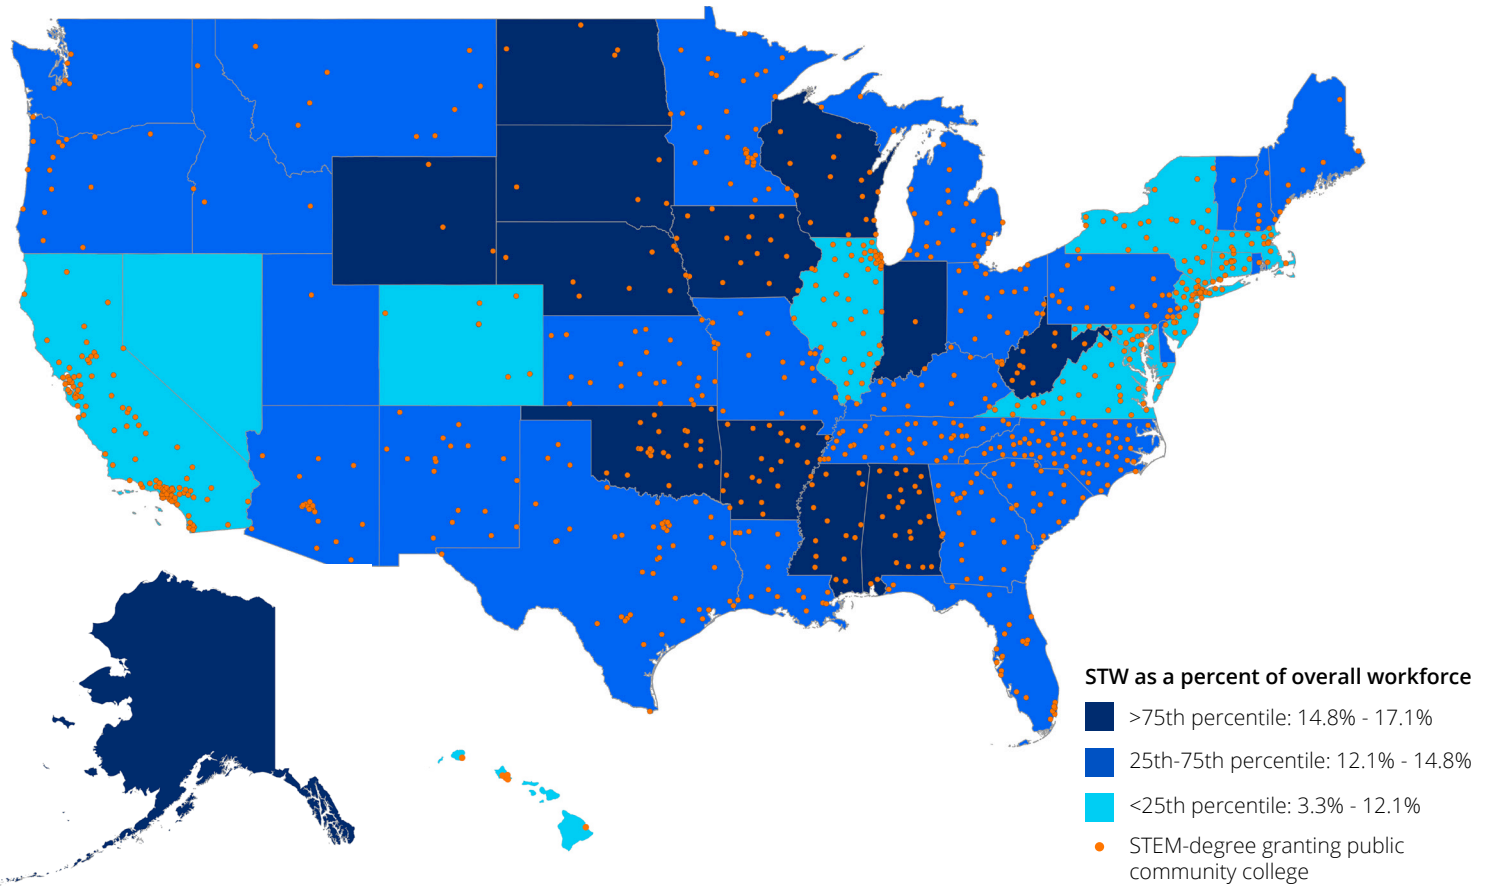 STW as a percent of overall workforce
>75th percentile: 14.8% - 17.1%
25th-75th percentile: 12.1% - 14.8%
<25th percentile: 3.3% - 12.1%
STEM-degree granting public
community college